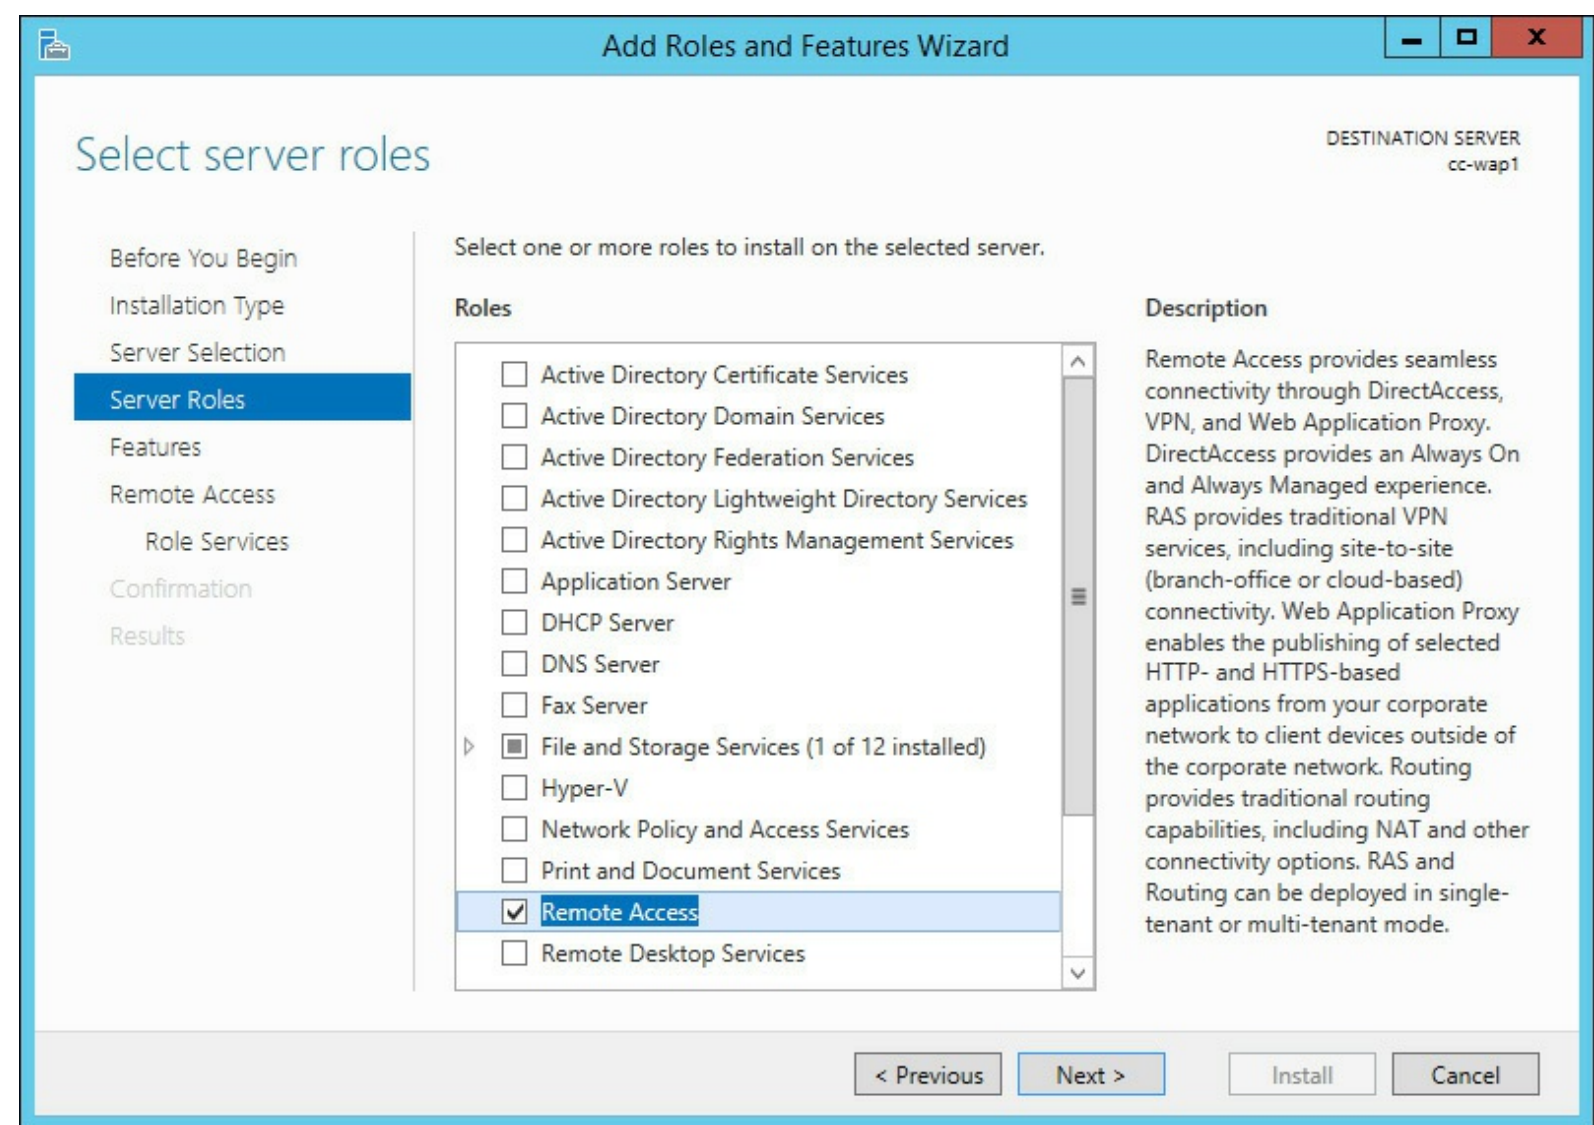 Add Roles and Features Wizard
Select server roles
DESTINATION SERVER
cc-wap1
Before You Begin
Installation Type
Server Selection
Server Roles
Features
Remote Access
Role Services
Confirmation
Results
Select one or more roles to install on the selected server.
Roles
Active Directory Certificate Services
Active Directory Domain Services
Active Directory Federation Services
Active Directory Lightweight Directory Services
Active Directory Rights Management Services
Application Server
DHCP Server
DNS Server
Fax Server
File and Storage Services (1 of 12 installed)
Hyper-V
Network Policy and Access Services
Print and Document Services
Remote Access
Remote Desktop Services
Description
Remote Access provides seamless
connectivity through DirectAccess,
VPN, and Web Application Proxy.
DirectAccess provides an Always On
and Always Managed experience.
RAS provides traditional VPN
services, including site-to-site
(branch-office or cloud-based)
connectivity. Web Application Proxy
enables the publishing of selected
HTTP- and HTTPS-based
applications from your corporate
network to client devices outside of
the corporate network. Routing
provides traditional routing
capabilities, including NAT and other
connectivity options. RAS and
Routing can be deployed in single-
tenant or multi-tenant mode.
< Previous
Next >
Install
Cancel